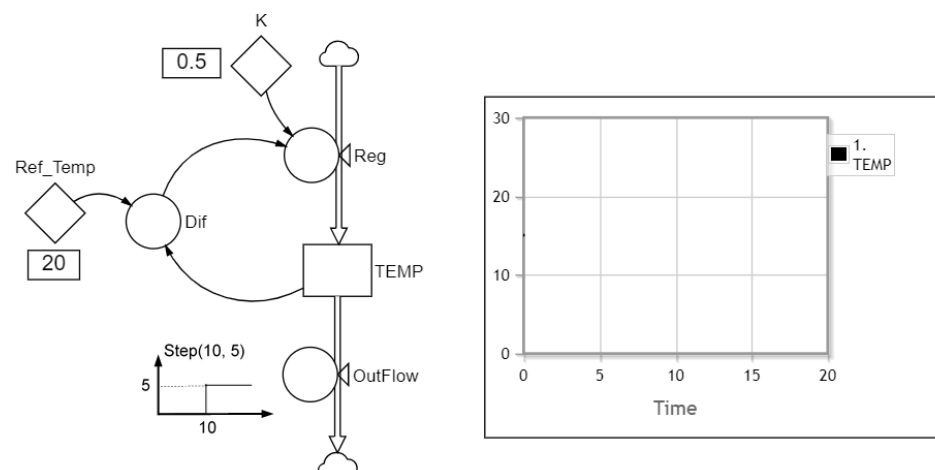 K
0.5
Reg
Ref_Temp
Dif
20
TEMP
Step(10, 5)
5
10
OutFlow
30
20
10
0
0
5
10
15
20
Time
1.
TEMP